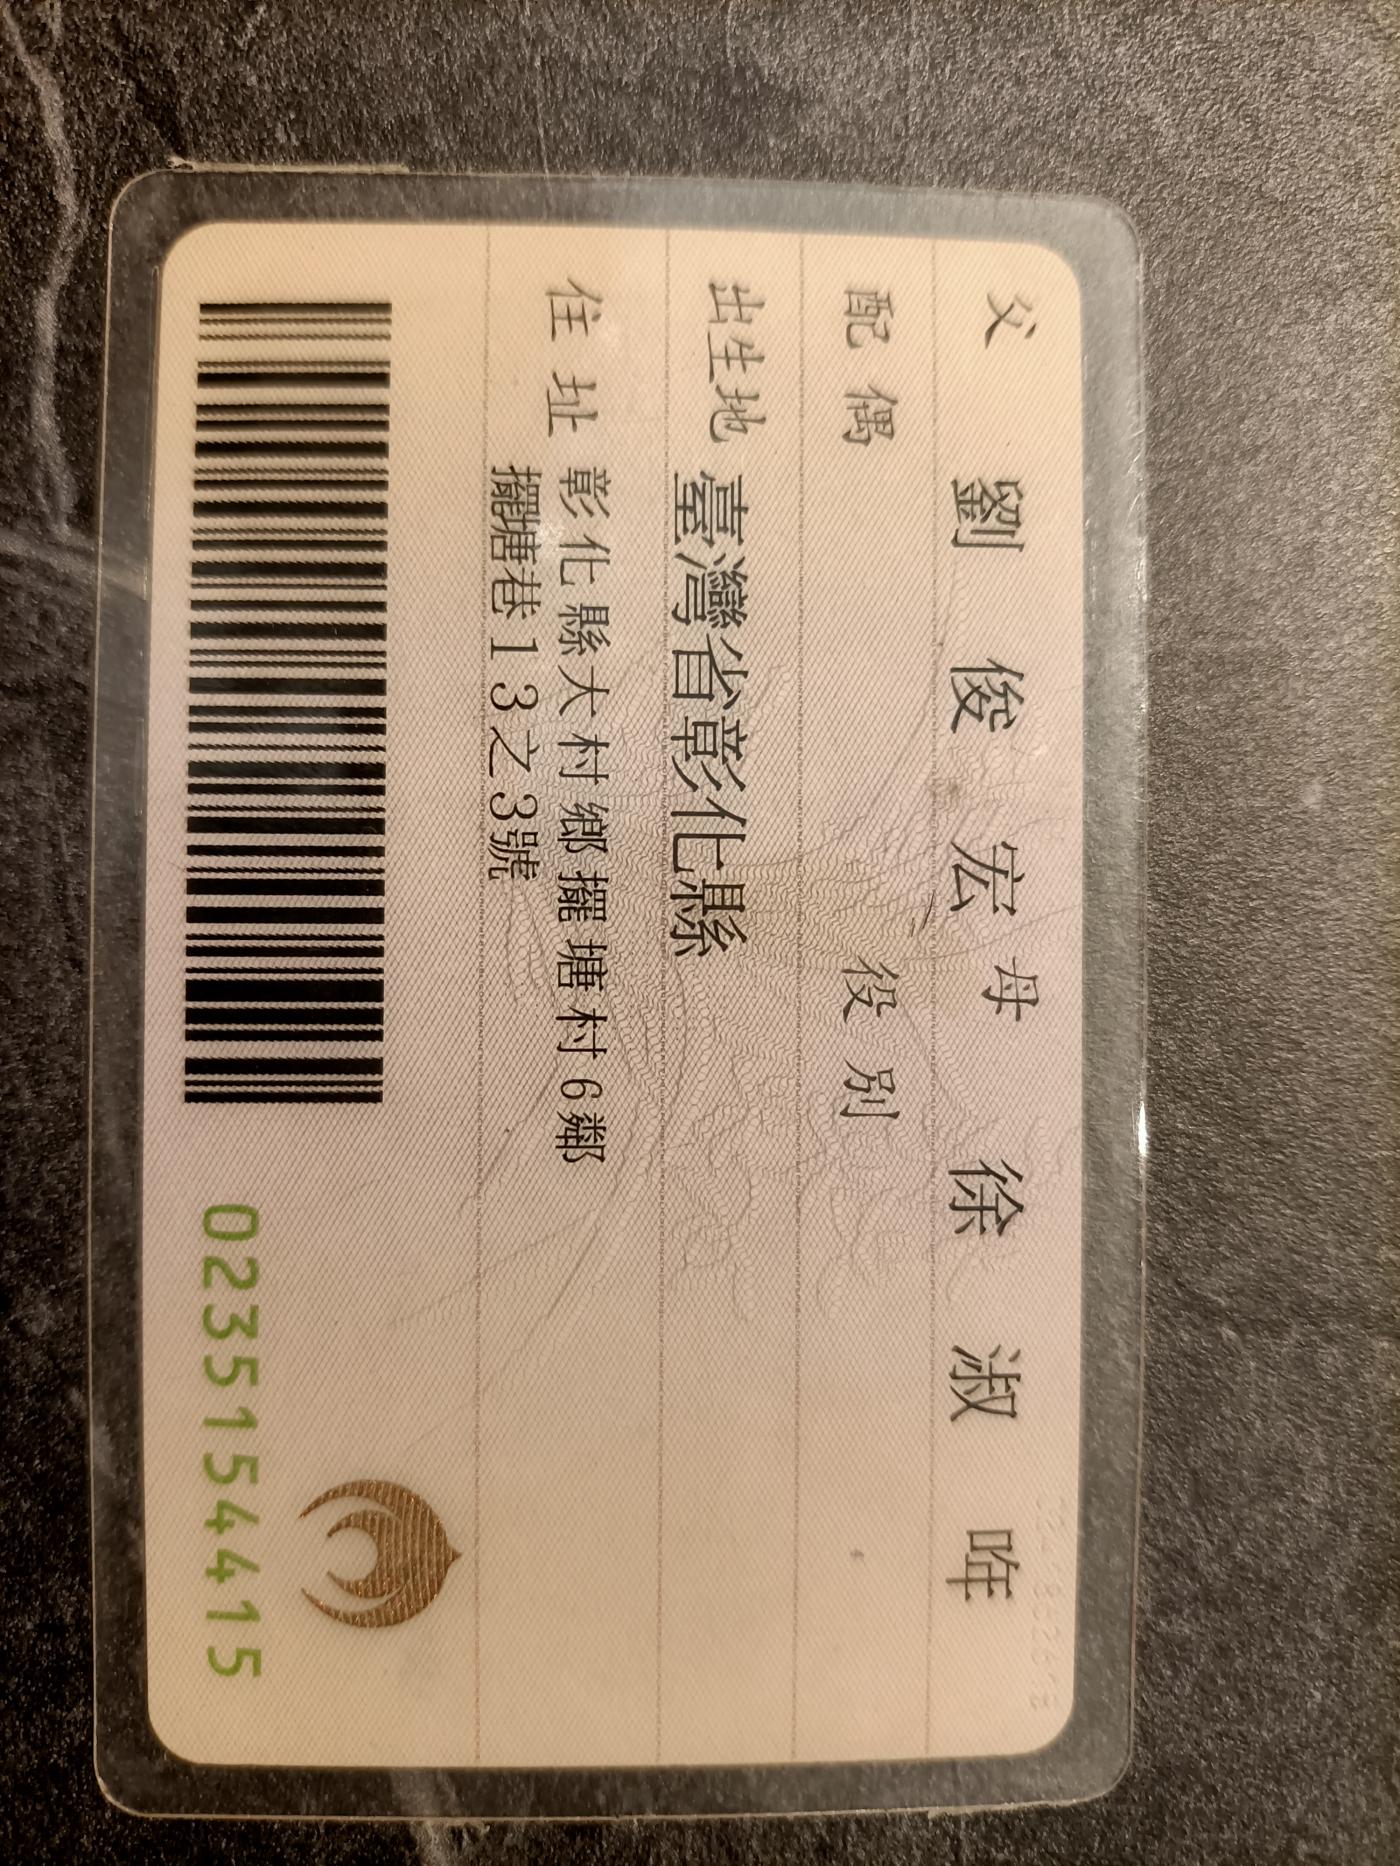 父 劉俊宏 母 徐淑啀
配偶 役別
出生地 臺灣省彰化縣
住址 彰化縣大村鄉擺塘村6鄰
擺塘巷13之3號
0235154415